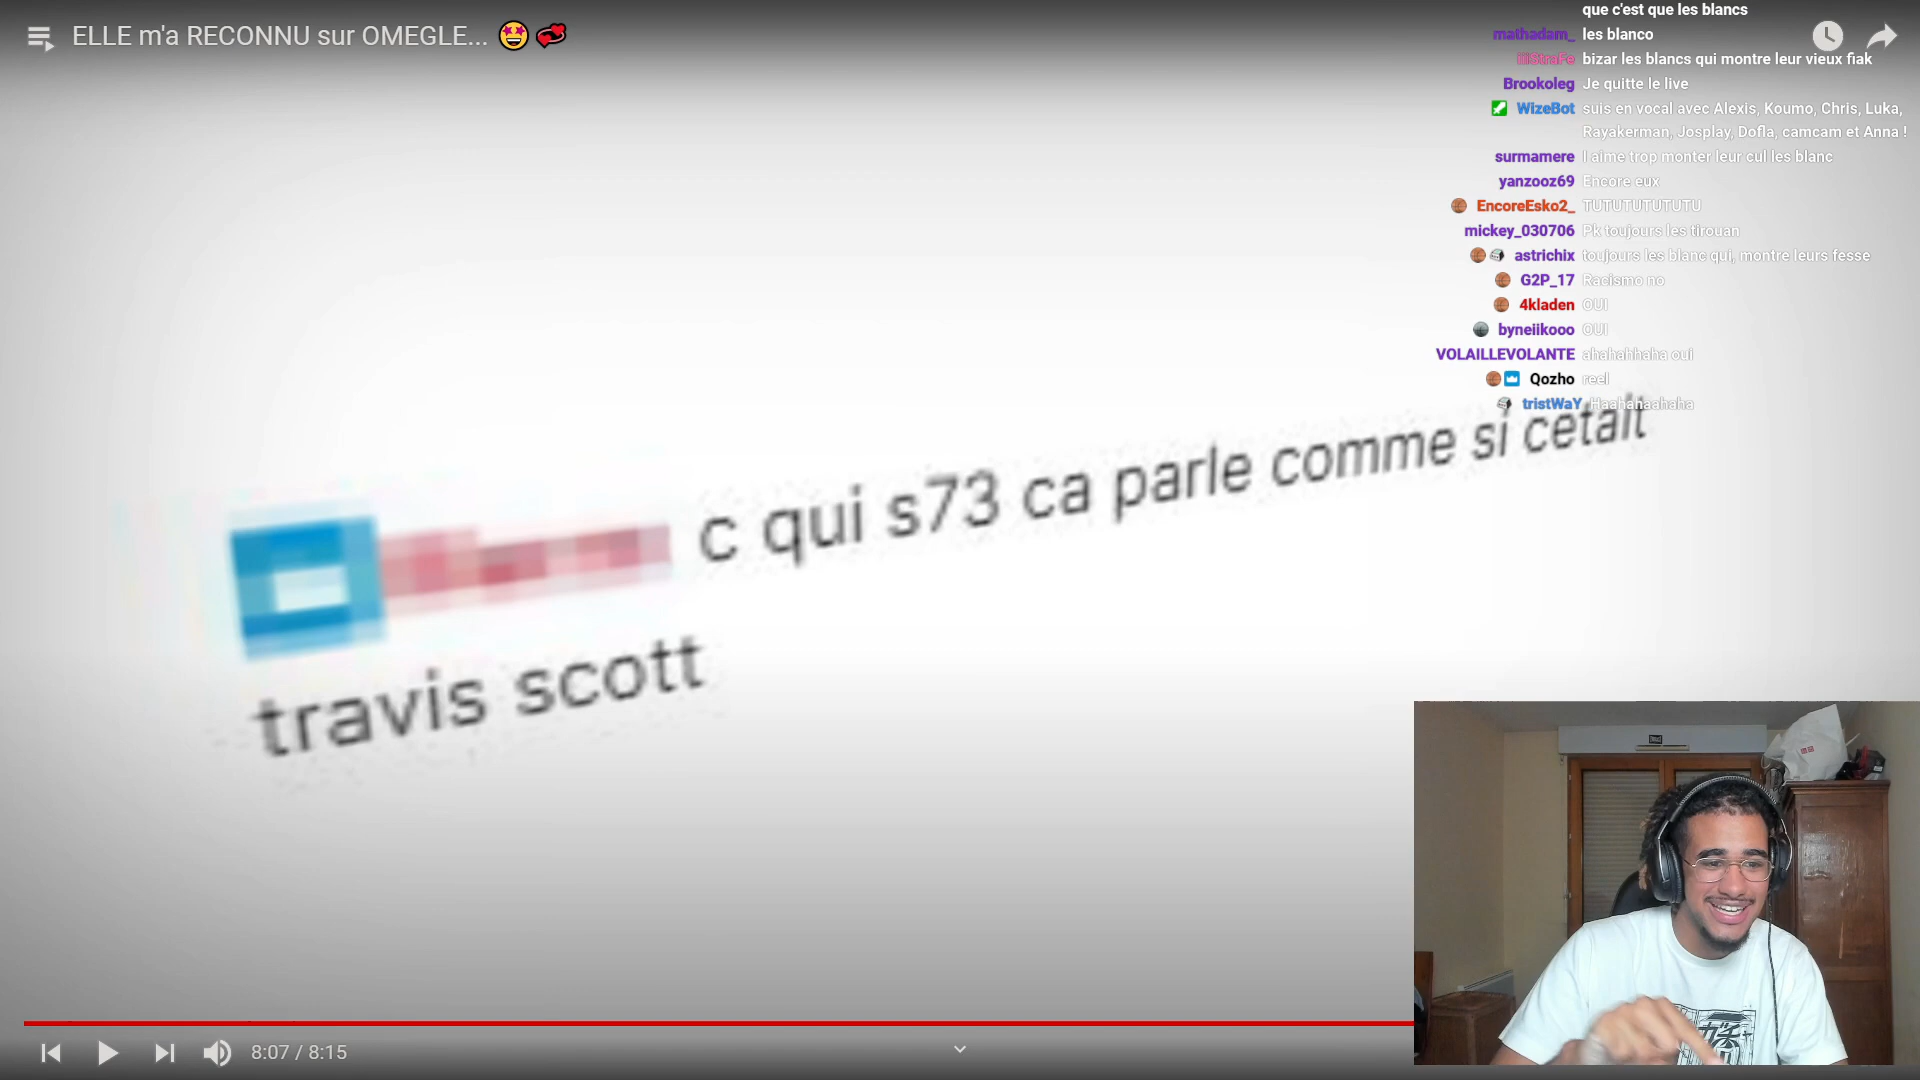 ELLE m'a RECONNU sur OMEGLE... 🤩 💞
que c'est que les blancs
mathadam_ les blanco
bizar les blancs qui montre leur vieux fiak
Brookoleg Je quitte le live
WizeBot suis en vocal avec Alexis, Koumo, Chris, Luka,
Rayakerman, Josplay, Dofla, camcam et Anna !
surmamere I aime trop monter leur cul les blanc
yanzooz69 Encore eux
EncoreEsko2_ TUTUTUTUTUTU
mickey_030706 Pk toujours les tirouan
astrichix toujours les blanc qui, montre leurs fesse
G2P_17 Racismo no
4kladen OUI
byneiikooo OUI
VOLAILLEVOLANTE ahahahhaha oui
Qozho reel
tristWaY Haahahaahaha
c qui s73 ca parle comme si cetait
travis scott
8:07 / 8:15